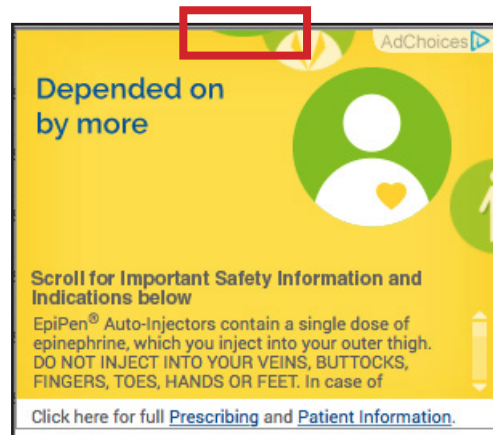 AdChoices
Depended on
by more
Scroll for Important Safety Information and
Indications below
EpiPen® Auto-Injectors contain a single dose of
epinephrine, which you inject into your outer thigh.
DO NOT INJECT INTO YOUR VEINS, BUTTOCKS,
FINGERS, TOES, HANDS OR FEET. In case of
Click here for full Prescribing and Patient Information.